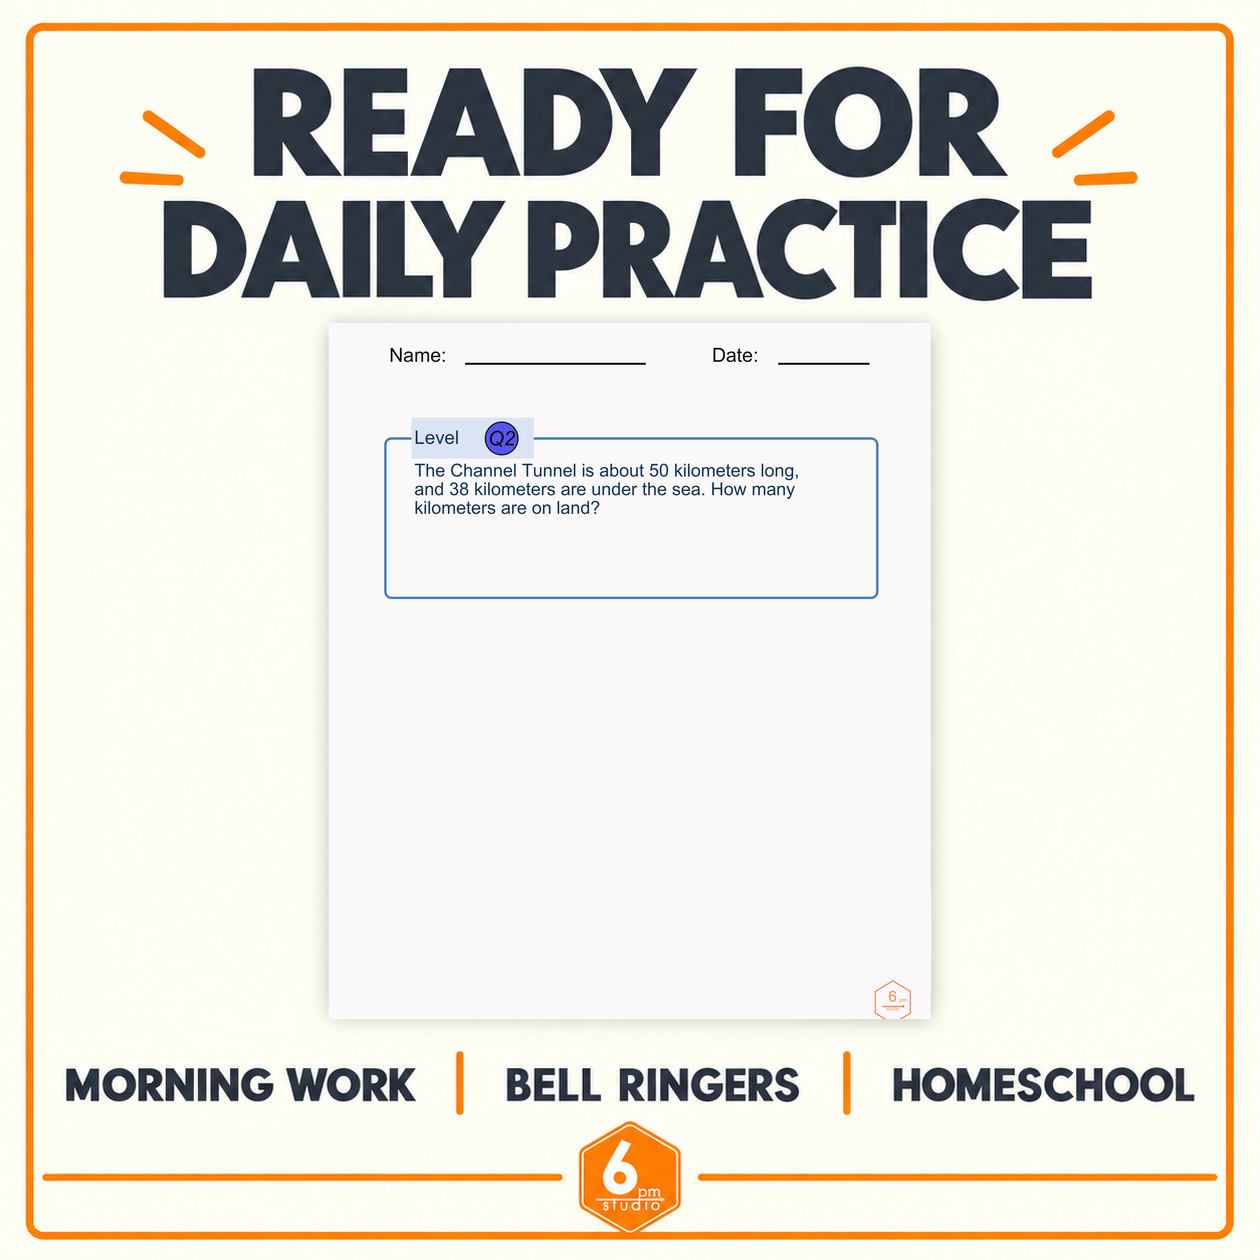 READY FOR
DAILY PRACTICE
Name: Date:
Level Q2
The Channel Tunnel is about 50 kilometers long,
and 38 kilometers are under the sea. How many
kilometers are on land?
6 pm
MORNING WORK BELL RINGERS HOMESCHOOL
6 pm
studio